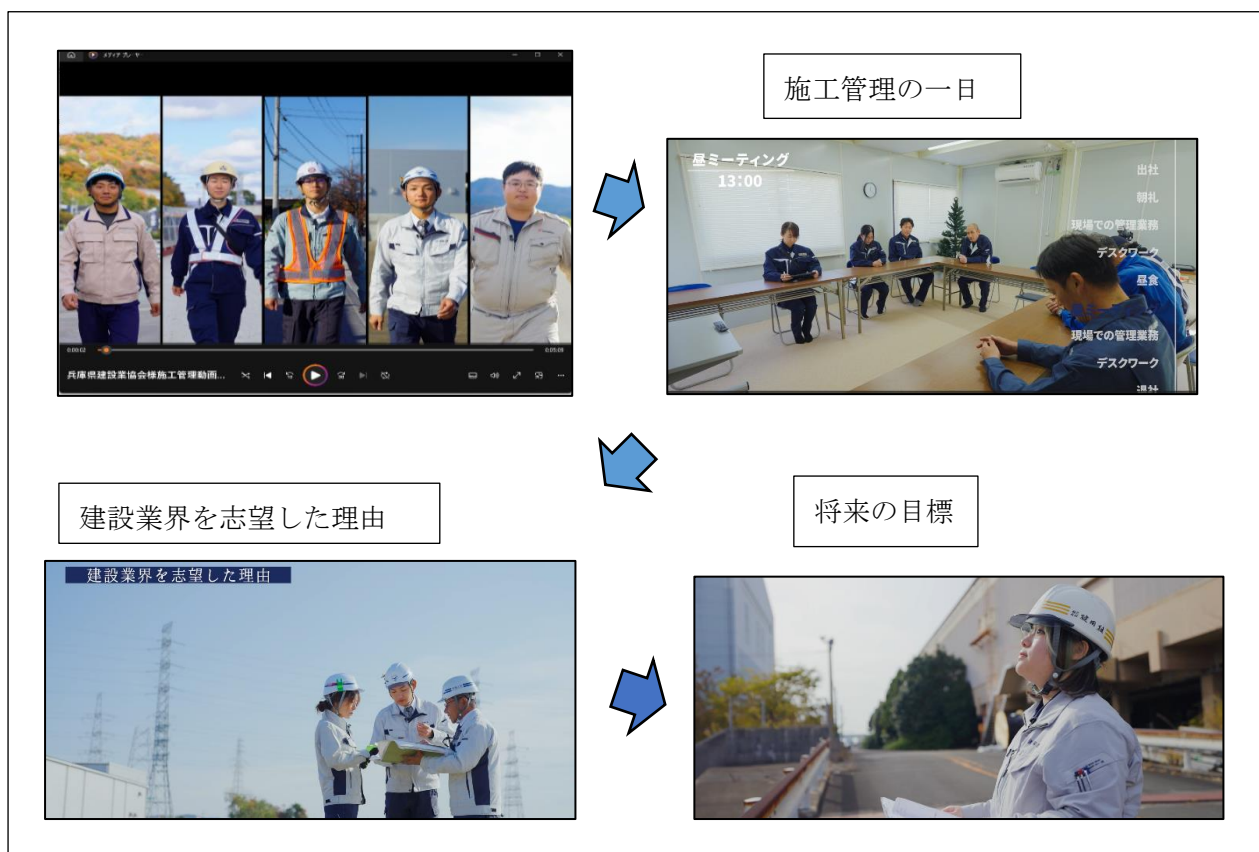 メディア プレーヤー
0:00:02
0:05:09
兵庫県建設業協会様施工管理動画...
施工管理の一日
昼ミーティング
13:00
出社
朝礼
現場での管理業務
デスクワーク
昼食
現場での管理業務
デスクワーク
退社
建設業界を志望した理由
建設業界を志望した理由
将来の目標